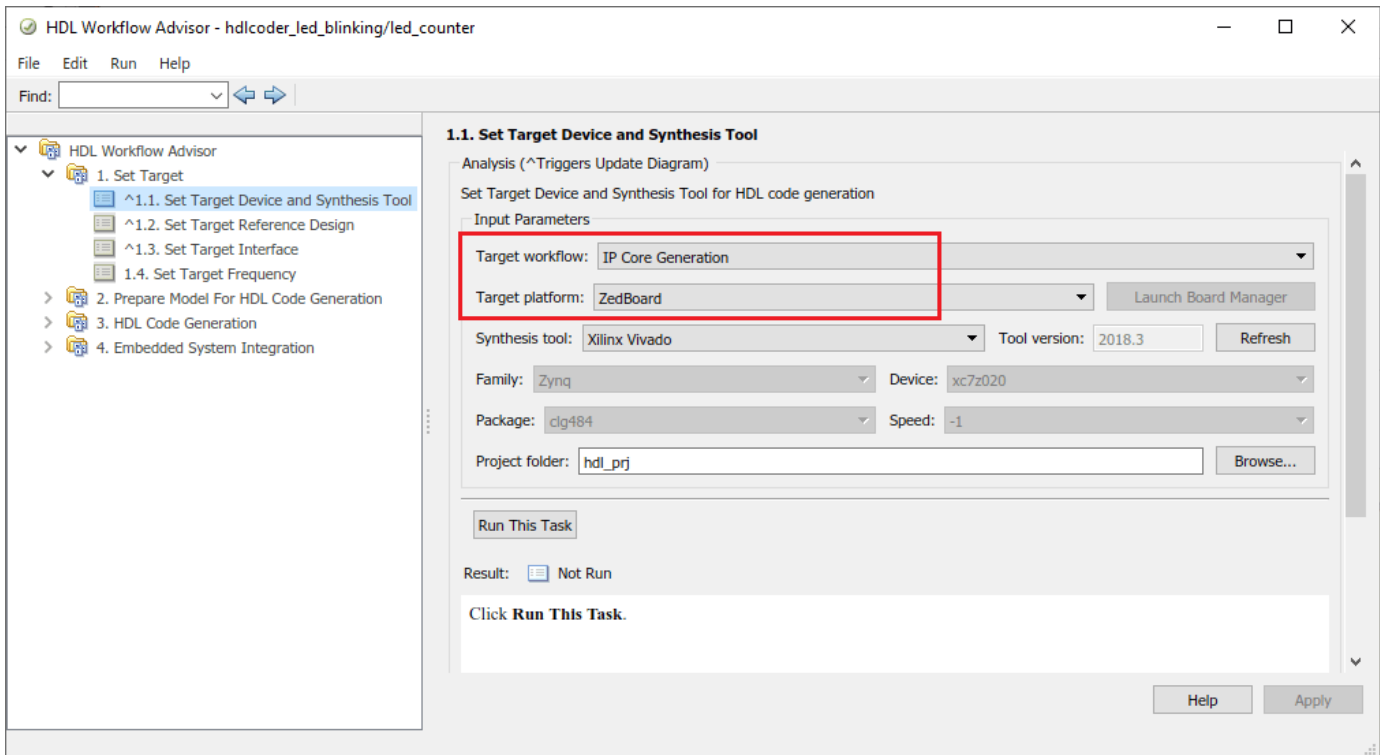 HDL Workflow Advisor - hdlcoder_led_blinking/led_counter
File Edit Run Help
Find:
HDL Workflow Advisor
1. Set Target
^1.1. Set Target Device and Synthesis Tool
^1.2. Set Target Reference Design
^1.3. Set Target Interface
1.4. Set Target Frequency
2. Prepare Model For HDL Code Generation
3. HDL Code Generation
4. Embedded System Integration
1.1. Set Target Device and Synthesis Tool
Analysis (^Triggers Update Diagram)
Set Target Device and Synthesis Tool for HDL code generation
Input Parameters
Target workflow: IP Core Generation
Target platform: ZedBoard Launch Board Manager
Synthesis tool: Xilinx Vivado Tool version: 2018.3 Refresh
Family: Zynq Device: xc7z020
Package: clg484 Speed: -1
Project folder: hdl_prj Browse...
Run This Task
Result: Not Run
Click Run This Task.
Help Apply